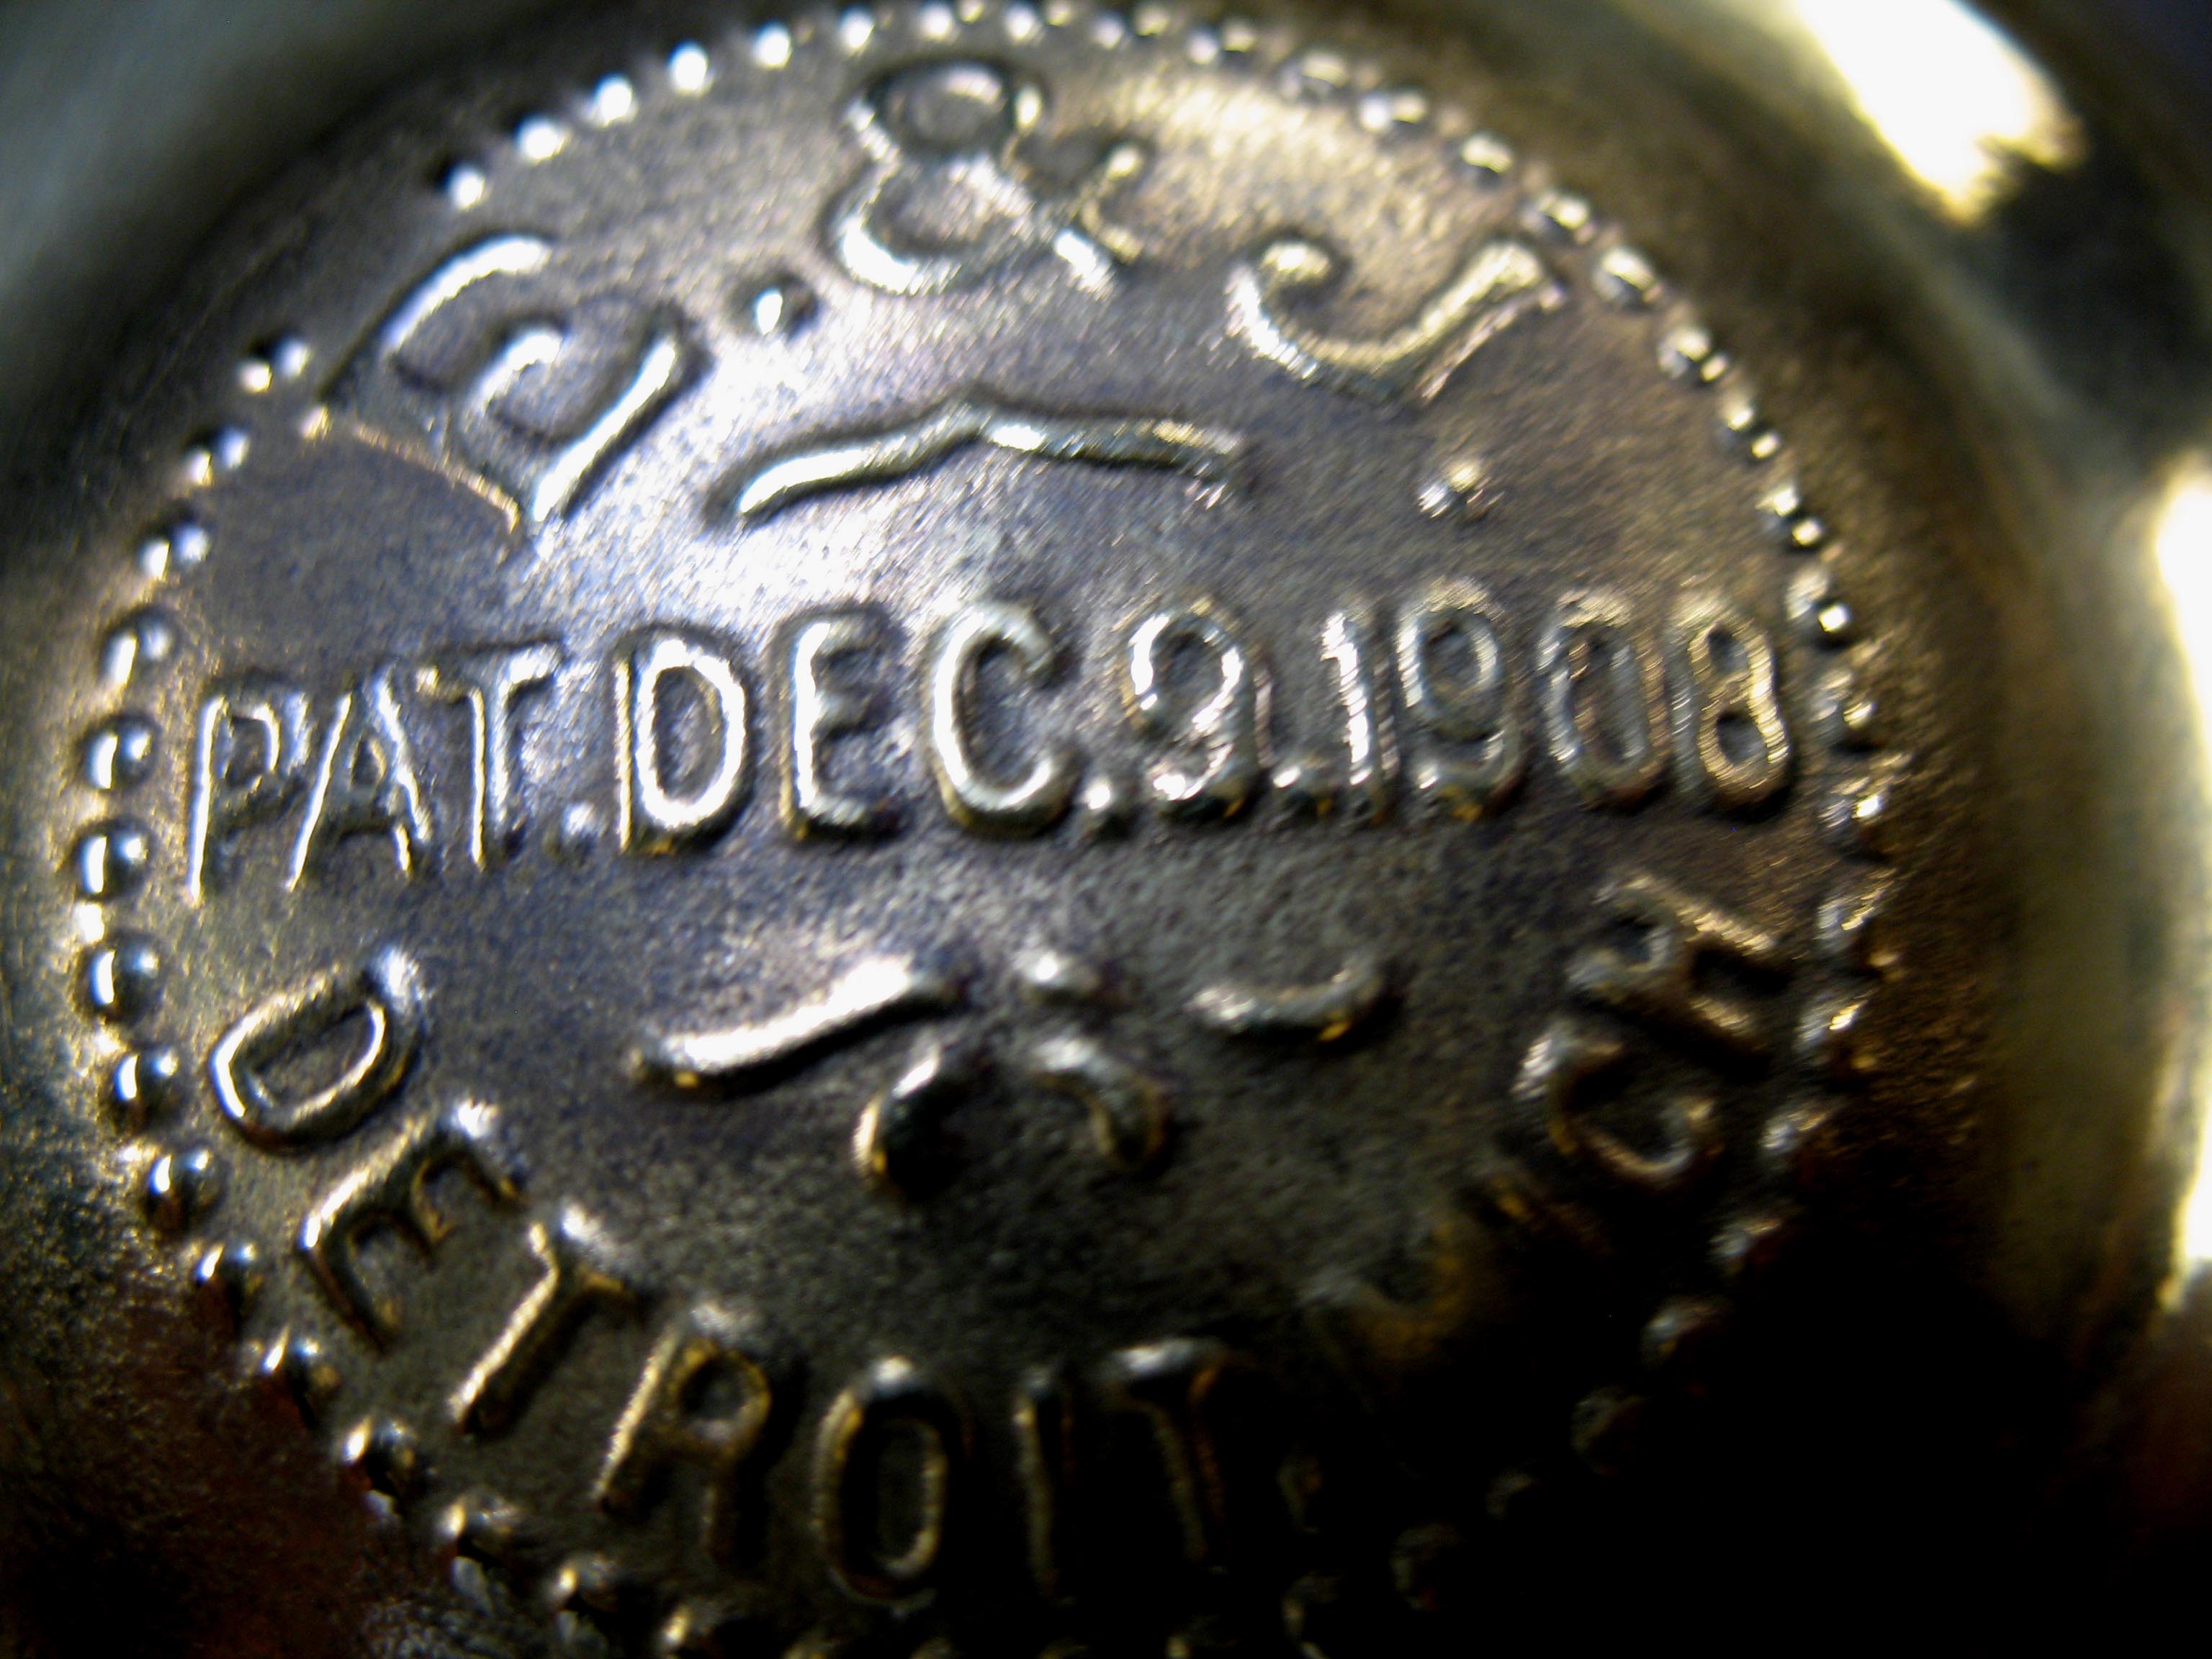 & J.
PAT. DEC. 9. 1908
DETROIT